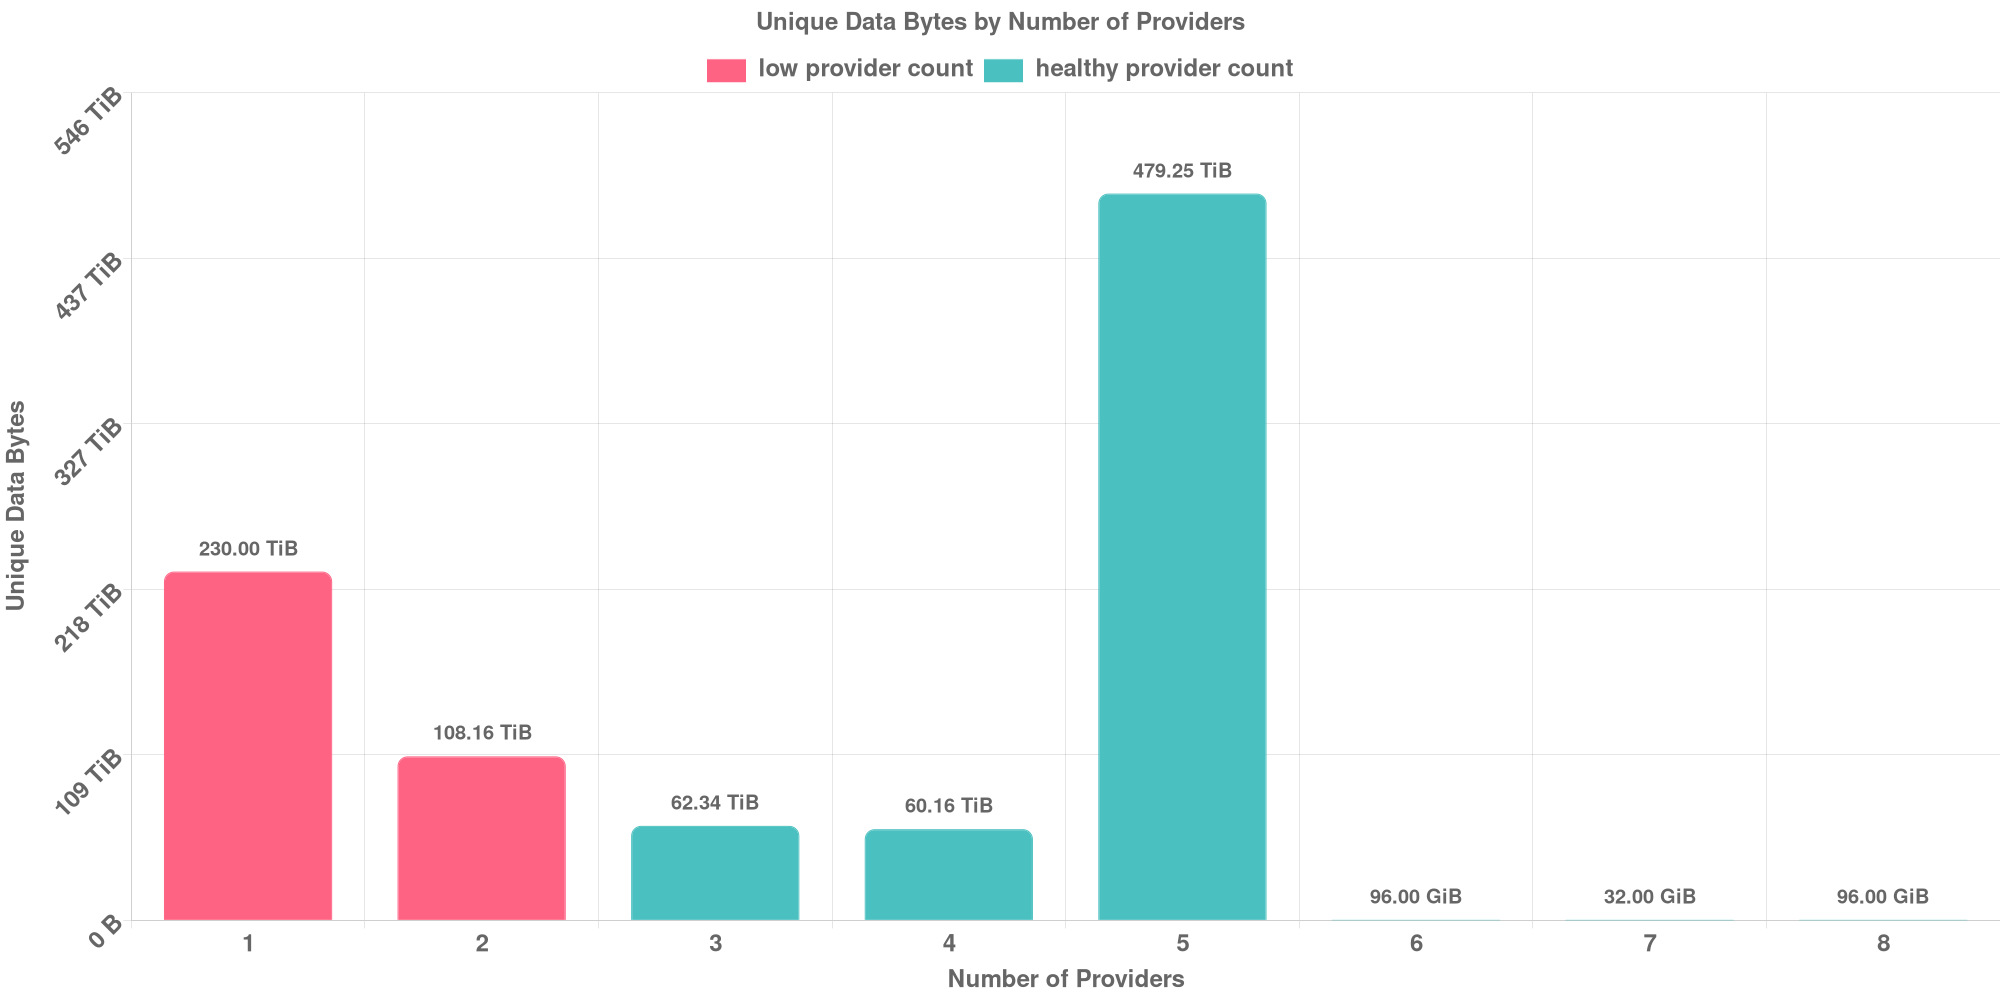 Unique Data Bytes by Number of Providers
low provider count healthy provider count
546 TiB
437 TiB
327 TiB
218 TiB
109 TiB
0 B
Unique Data Bytes
230.00 TiB
108.16 TiB
62.34 TiB
60.16 TiB
479.25 TiB
96.00 GiB
32.00 GiB
96.00 GiB
1 2 3 4 5 6 7 8
Number of Providers